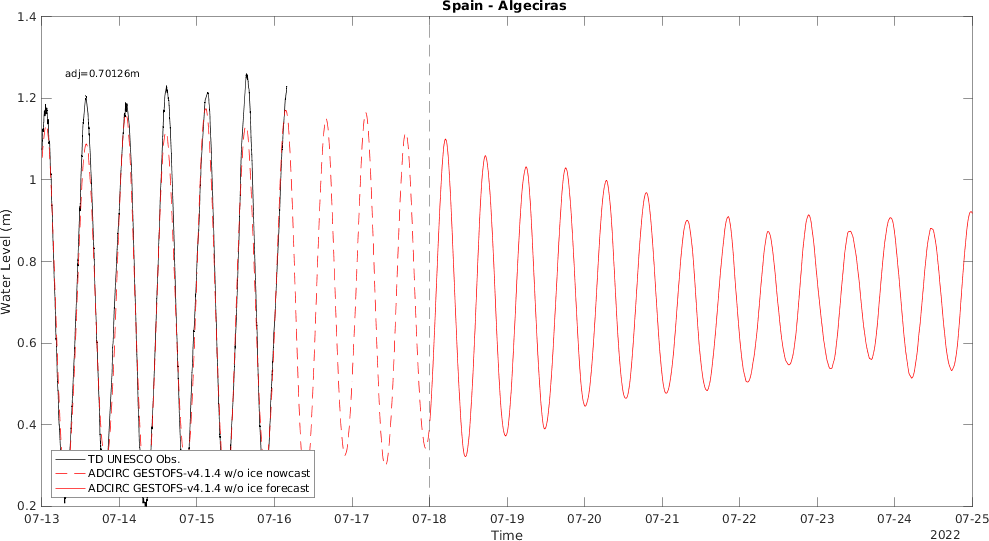 Spain - Algeciras
1.4
adj=0.70126m
1.2
1
0.8
0.6
0.4
0.2
Water Level (m)
TD UNESCO Obs.
ADCIRC GESTOFS-v4.1.4 w/o ice nowcast
ADCIRC GESTOFS-v4.1.4 w/o ice forecast
07-13 07-14 07-15 07-16 07-17 07-18 07-19 07-20 07-21 07-22 07-23 07-24 07-25
Time
2022